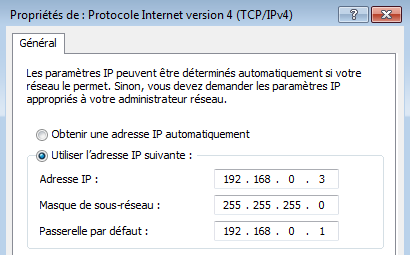 Propriétés de : Protocole Internet version 4 (TCP/IPv4)
Général
Les paramètres IP peuvent être déterminés automatiquement si votre
réseau le permet. Sinon, vous devez demander les paramètres IP
appropriés à votre administrateur réseau.
Obtenir une adresse IP automatiquement
Utiliser l'adresse IP suivante :
Adresse IP : 192 . 168 . 0 . 3
Masque de sous-réseau : 255 . 255 . 255 . 0
Passerelle par défaut : 192 . 168 . 0 . 1